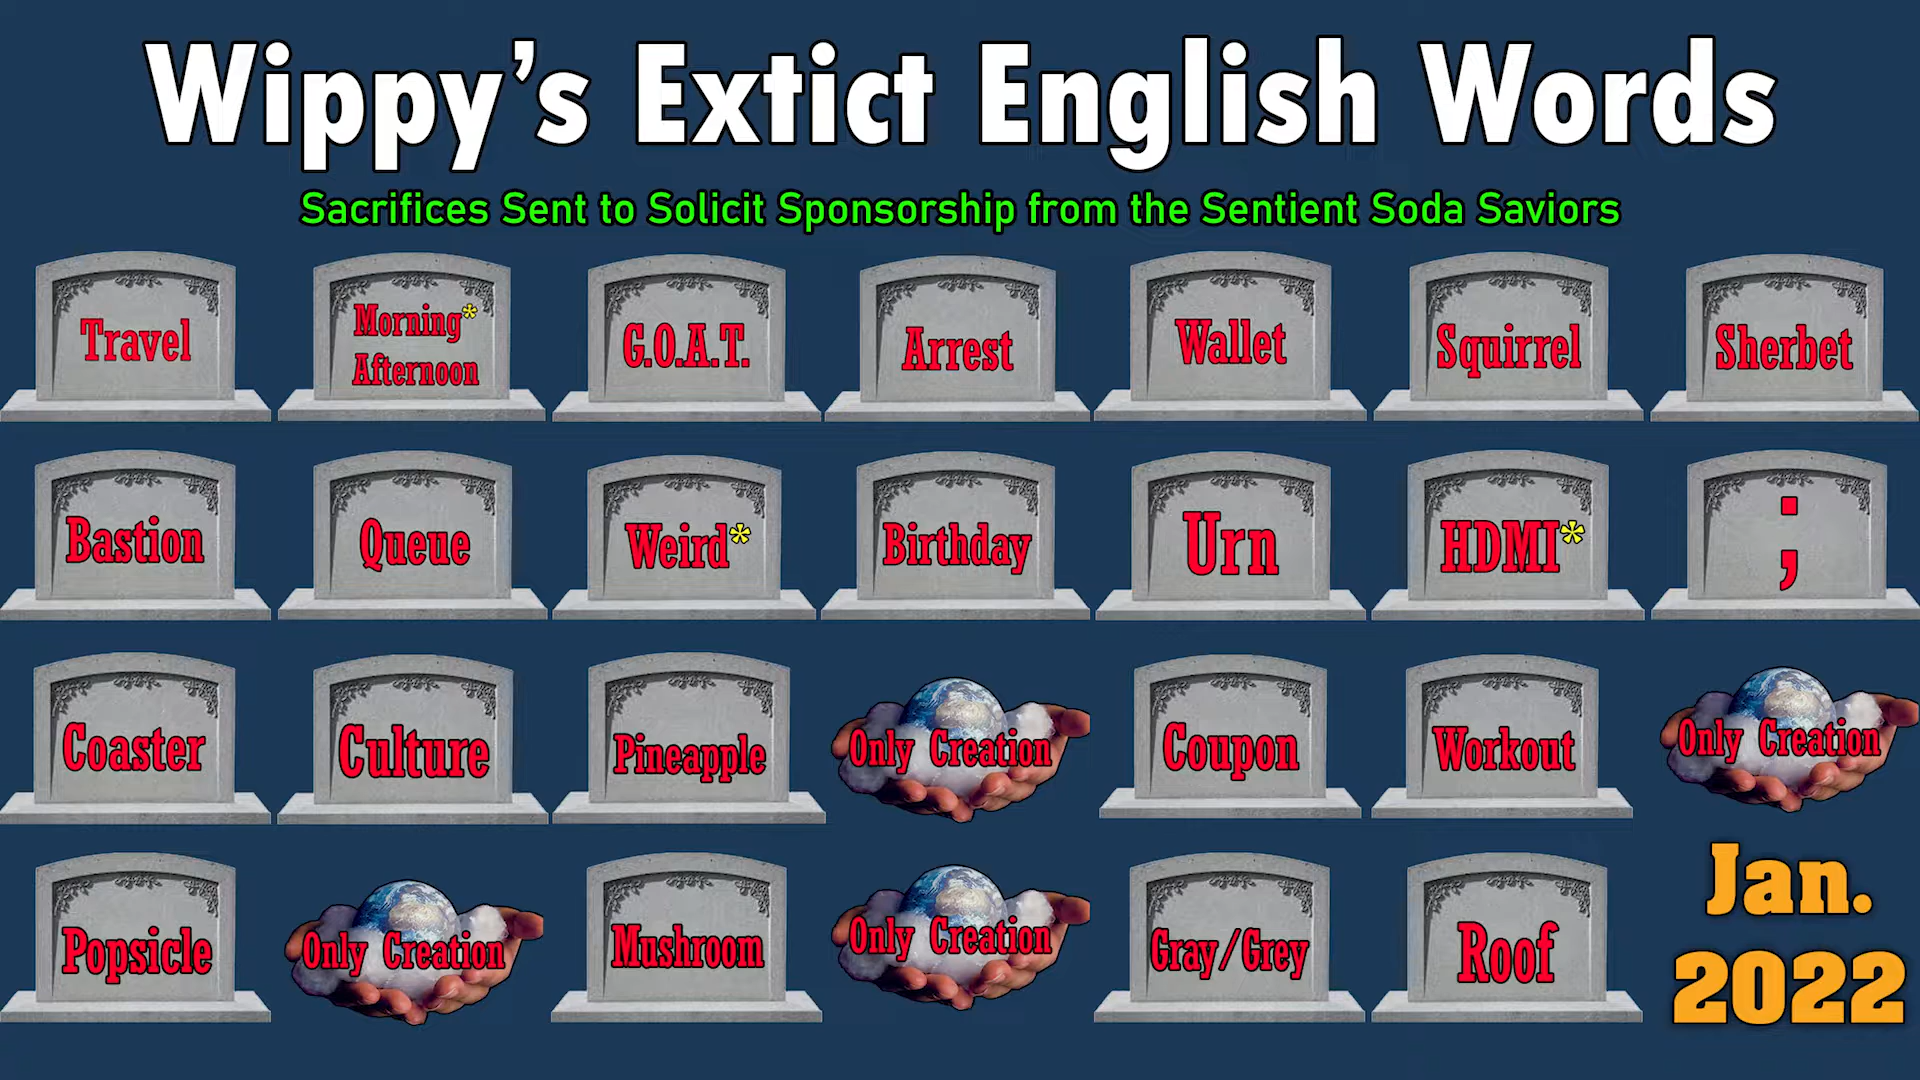 Wippy's Extict English Words
Sacrifices Sent to Solicit Sponsorship from the Sentient Soda Saviors
Travel
Morning*
Afternoon
G.O.A.T.
Arrest
Wallet
Squirrel
Sherbet
Bastion
Queue
Weird*
Birthday
Urn
HDMI*
;
Coaster
Culture
Pineapple
Only Creation
Coupon
Workout
Only Creation
Popsicle
Only Creation
Mushroom
Only Creation
Gray/Grey
Roof
Jan.
2022